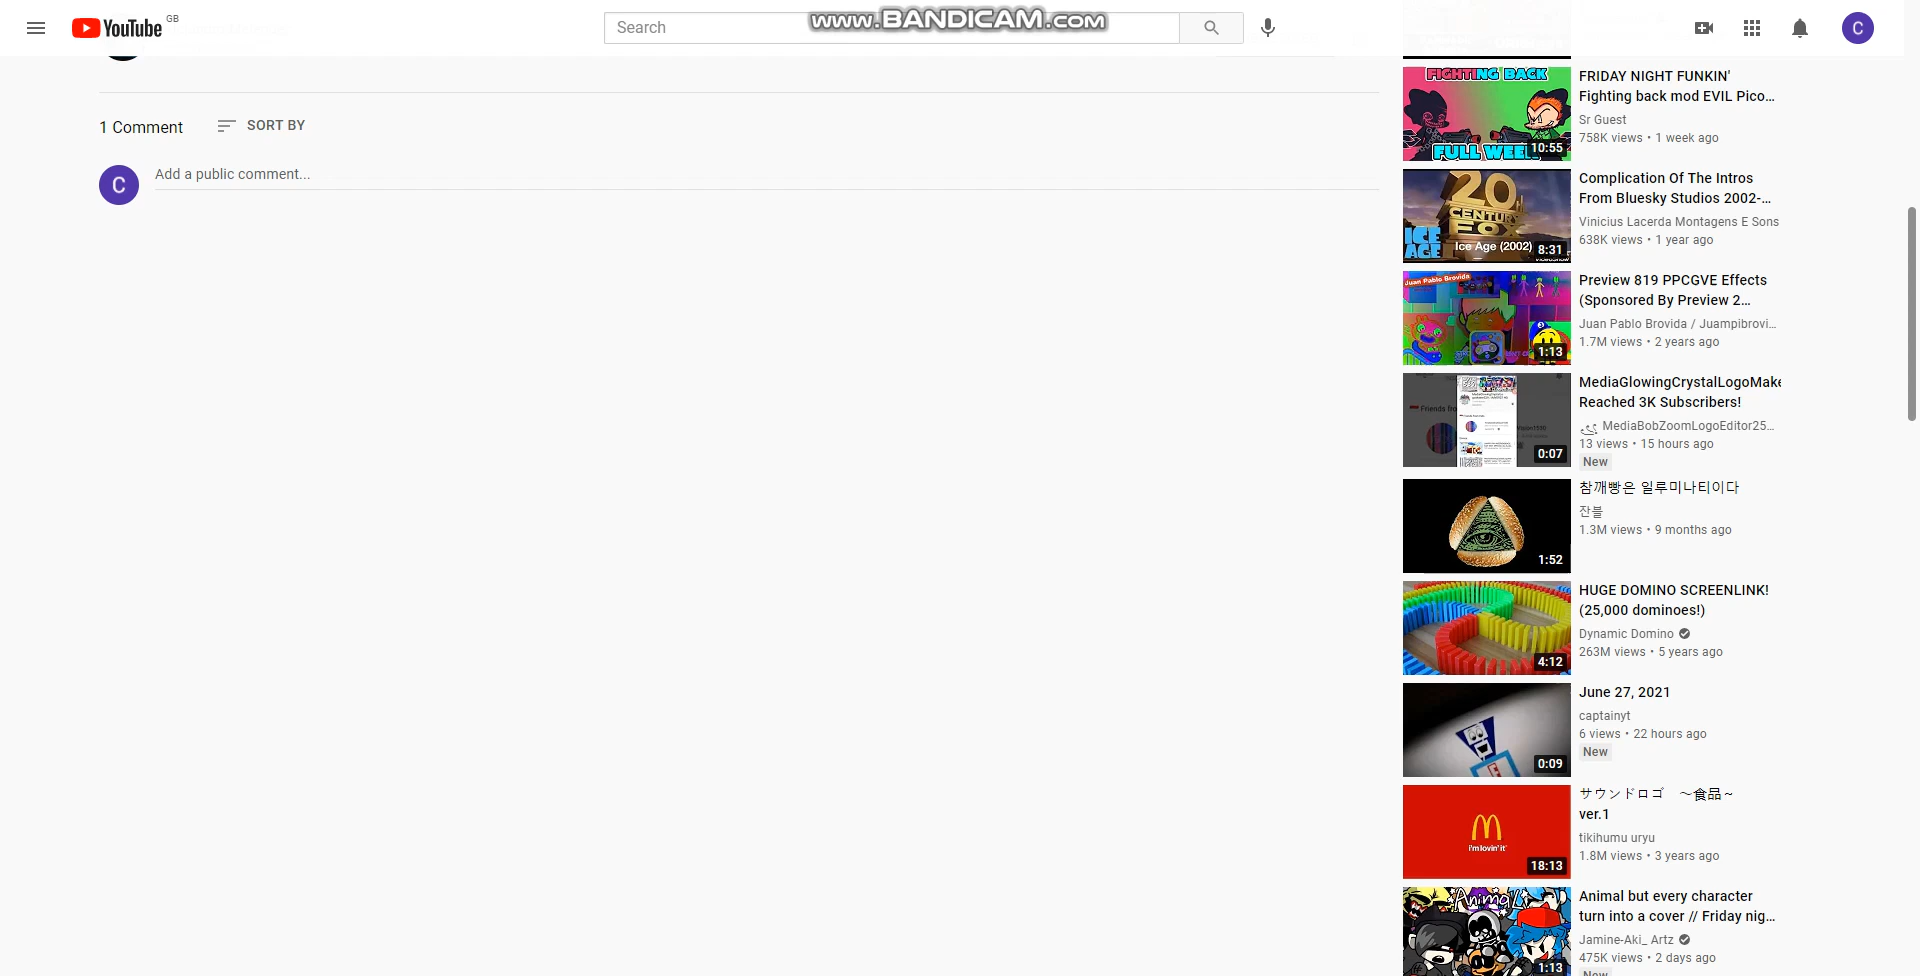 YouTube GB
Search
www.BANDICAM.com
C
1 Comment
SORT BY
C
Add a public comment...
FIGHTING BACK
FULL WEEK
10:55
FRIDAY NIGHT FUNKIN'
Fighting back mod EVIL Pico...
Sr Guest
758K views • 1 week ago
20th
CENTURY
FOX
ICE
AGE
Ice Age (2002)
8:31
Complication Of The Intros
From Bluesky Studios 2002-...
Vinicius Lacerda Montagens E Sons
638K views • 1 year ago
Juan Pablo Brovida
1:13
Preview 819 PPCGVE Effects
(Sponsored By Preview 2...
Juan Pablo Brovida / Juampibrovi...
1.7M views • 2 years ago
0:07
MediaGlowingCrystalLogoMake
Reached 3K Subscribers!
MediaBobZoomLogoEditor25...
13 views • 15 hours ago
New
1:52
참깨빵은 일루미나티이다
잔블
1.3M views • 9 months ago
4:12
HUGE DOMINO SCREENLINK!
(25,000 dominoes!)
Dynamic Domino
263M views • 5 years ago
0:09
June 27, 2021
captainyt
6 views • 22 hours ago
New
i'm lovin' it
18:13
サウンドロゴ　～食品～
ver.1
tikihumu uryu
1.8M views • 3 years ago
Animal
1:13
Animal but every character
turn into a cover // Friday nig...
Jamine-Aki_ Artz
475K views • 2 days ago
New